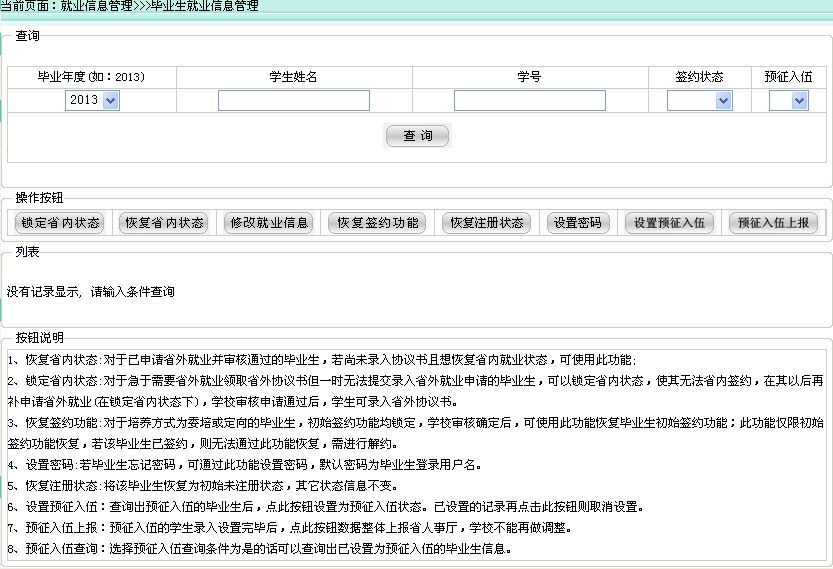 当前页面：就业信息管理>>>毕业生就业信息管理
查询
毕业年度(如：2013) 学生姓名 学号 签约状态 预征入伍
2013
查 询
操作按钮
锁定省内状态 恢复省内状态 修改就业信息 恢复签约功能 恢复注册状态 设置密码 设置预征入伍 预征入伍上报
列表
没有记录显示, 请输入条件查询
按钮说明
1、恢复省内状态:对于已申请省外就业并审核通过的毕业生，若尚未录入协议书且想恢复省内就业状态，可使用此功能;
2、锁定省内状态:对于急于需要省外就业领取省外协议书但一时无法提交录入省外就业申请的毕业生，可以锁定省内状态，使其无法省内签约，在其以后再
补申请省外就业(在锁定省内状态下)，学校审核申请通过后，学生可录入省外协议书。
3、恢复签约功能:对于培养方式为委培或定向的毕业生，初始签约功能均锁定，学校审核确定后，可使用此功能恢复毕业生初始签约功能；此功能仅限初始
签约功能恢复，若该毕业生已签约，则无法通过此功能恢复，需进行解约。
4、设置密码:若毕业生忘记密码，可通过此功能设置密码，默认密码为毕业生登录用户名。
5、恢复注册状态:将该毕业生恢复为初始未注册状态，其它状态信息不变。
6、设置预征入伍：查询出预征入伍的毕业生后，点此按钮设置为预征入伍状态。已设置的记录再点击此按钮则取消设置。
7、预征入伍上报：预征入伍的学生录入设置完毕后，点此按钮数据整体上报省人事厅，学校不能再做调整。
8、预征入伍查询：选择预征入伍查询条件为是的话可以查询出已设置为预征入伍的毕业生信息。